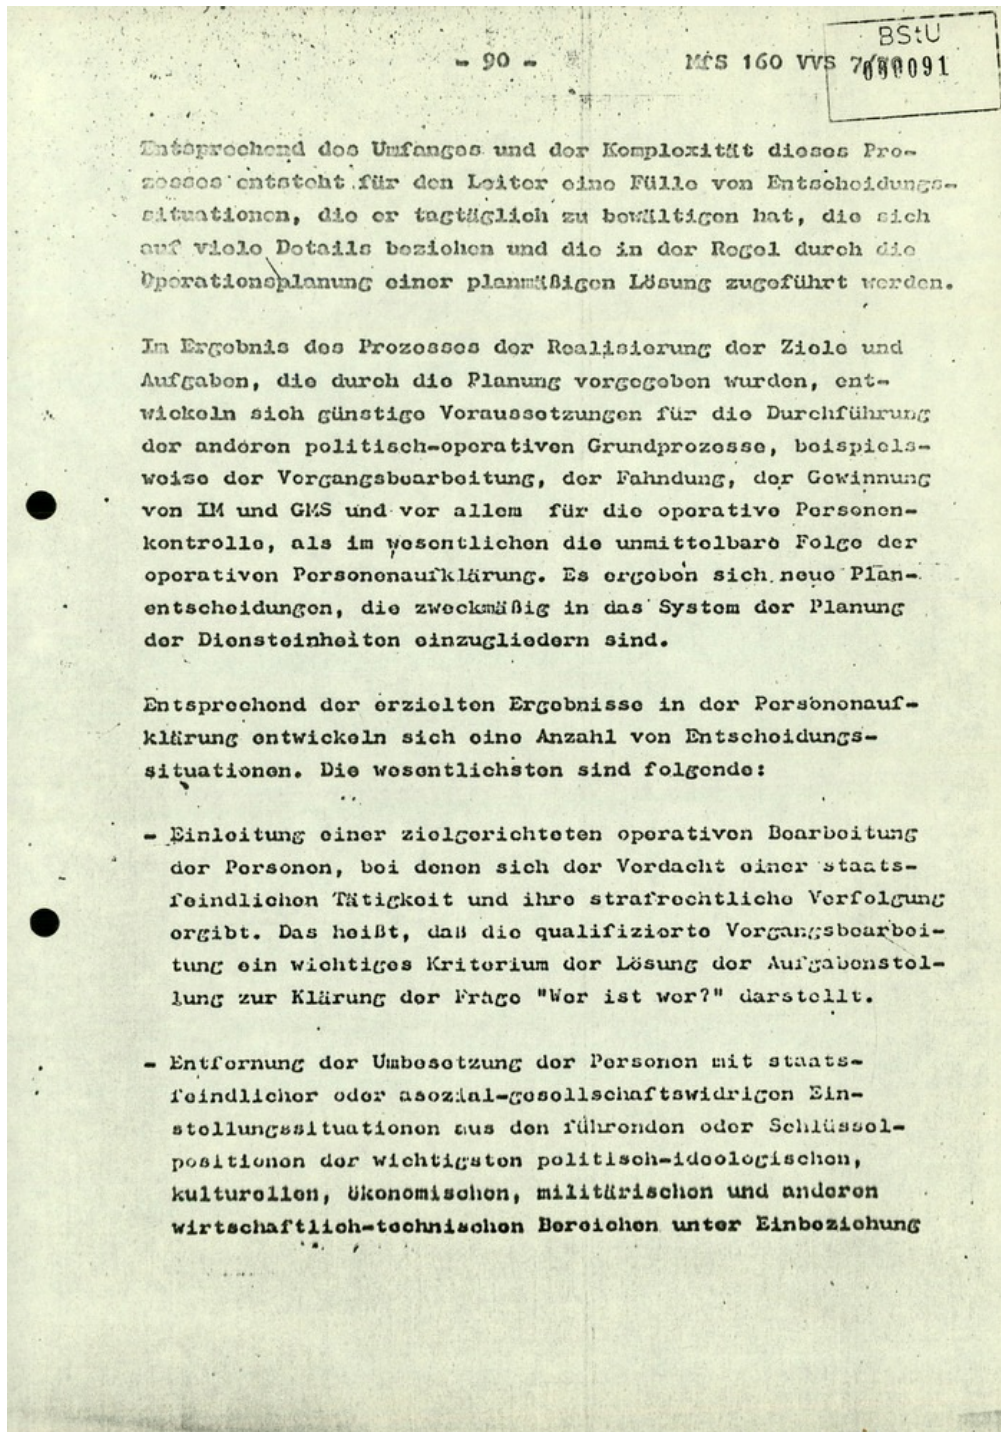 BStU
- 90 -
MfS 160 VVS
000091
Entsprechend des Umfanges und der Komplexität dieses Pro-
zesses entsteht für den Leiter eine Fülle von Entscheidungs-
situationen, die er tagtäglich zu bewältigen hat, die sich
auf viele Details beziehen und die in der Regel durch die
Operationsplanung einer planmäßigen Lösung zugeführt werden.
Im Ergebnis des Prozesses der Realisierung der Ziele und
Aufgaben, die durch die Planung vorgegeben wurden, ent-
wickeln sich günstige Voraussetzungen für die Durchführung
der anderen politisch-operativen Grundprozesse, beispiels-
weise der Vorgangsbearbeitung, der Fahndung, der Gewinnung
von IM und GMS und vor allem für die operative Personen-
kontrolle, als im wesentlichen die unmittelbare Folge der
operativen Personenaufklärung. Es ergeben sich neue Plan-
entscheidungen, die zweckmäßig in das System der Planung
der Diensteinheiten einzugliedern sind.
Entsprechend der erzielten Ergebnisse in der Personenauf-
klärung entwickeln sich eine Anzahl von Entscheidungs-
situationen. Die wesentlichsten sind folgende:
- Einleitung einer zielgerichteten operativen Bearbeitung
der Personen, bei denen sich der Verdacht einer staats-
feindlichen Tätigkeit und ihre strafrechtliche Verfolgung
ergibt. Das heißt, daß die qualifizierte Vorgangsbearbei-
tung ein wichtiges Kriterium der Lösung der Aufgabenstel-
lung zur Klärung der Frage "Wer ist wer?" darstellt.
- Entfernung der Umbesetzung der Personen mit staats-
feindlicher oder asozial-gesellschaftswidrigen Ein-
stellungssituationen aus den führenden oder Schlüssel-
positionen der wichtigsten politisch-ideologischen,
kulturellen, ökonomischen, militärischen und anderen
wirtschaftlich-technischen Bereichen unter Einbeziehung